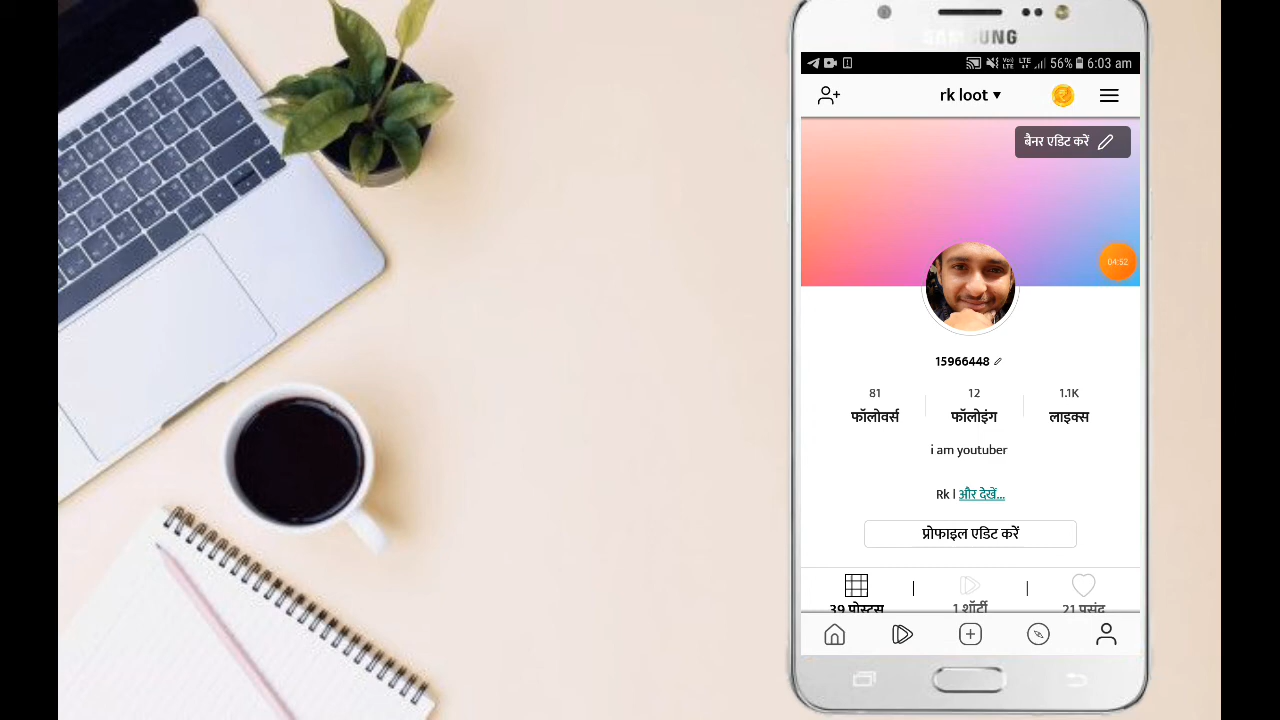 SAMSUNG
56% 6:03 am
rk loot
बैनर एडिट करें
04:52
15966448
81 12 1.1K
फॉलोवर्स फॉलोइंग लाइक्स
i am youtuber
Rk l और देखें...
प्रोफाइल एडिट करें
39 पोस्ट्स 1 शॉर्टी 21 पसंद